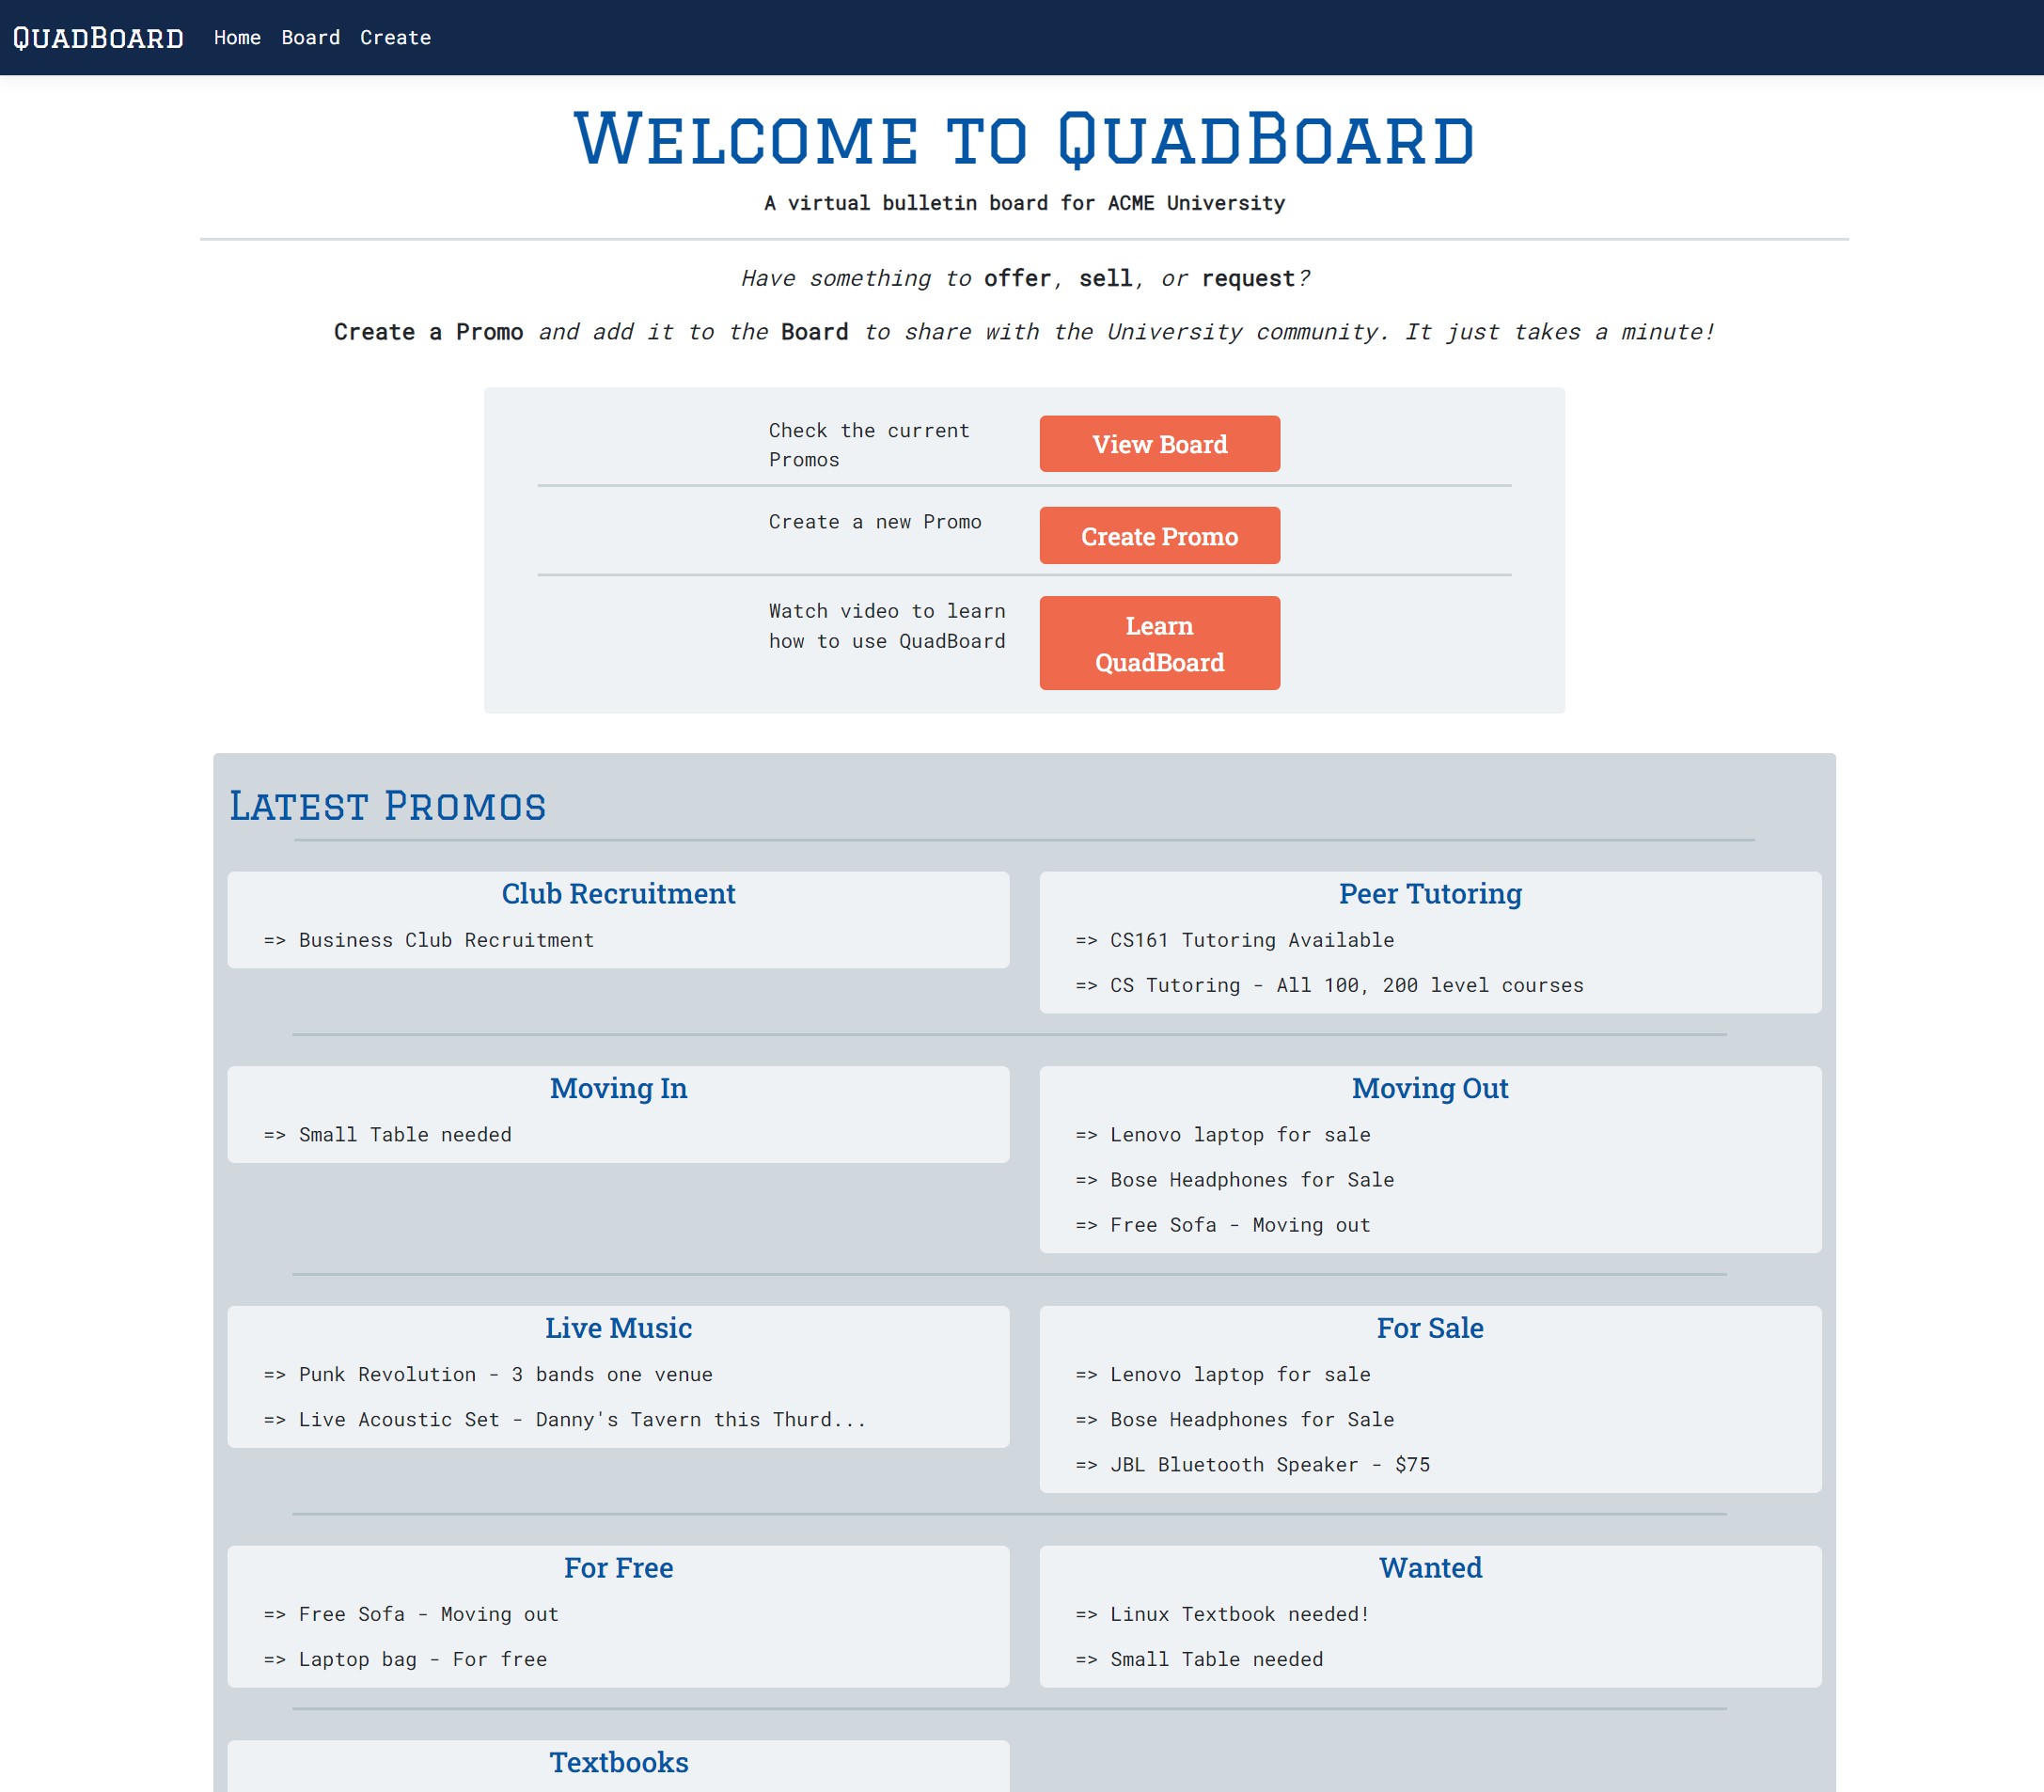 QuadBoard Home Board Create
Welcome to QuadBoard
A virtual bulletin board for ACME University
Have something to offer, sell, or request?
Create a Promo and add it to the Board to share with the University community. It just takes a minute!
Check the current
Promos
View Board
Create a new Promo
Create Promo
Watch video to learn
how to use QuadBoard
Learn
QuadBoard
Latest Promos
Club Recruitment
=> Business Club Recruitment
Peer Tutoring
=> CS161 Tutoring Available
=> CS Tutoring - All 100, 200 level courses
Moving In
=> Small Table needed
Moving Out
=> Lenovo laptop for sale
=> Bose Headphones for Sale
=> Free Sofa - Moving out
Live Music
=> Punk Revolution - 3 bands one venue
=> Live Acoustic Set - Danny's Tavern this Thurd...
For Sale
=> Lenovo laptop for sale
=> Bose Headphones for Sale
=> JBL Bluetooth Speaker - $75
For Free
=> Free Sofa - Moving out
=> Laptop bag - For free
Wanted
=> Linux Textbook needed!
=> Small Table needed
Textbooks